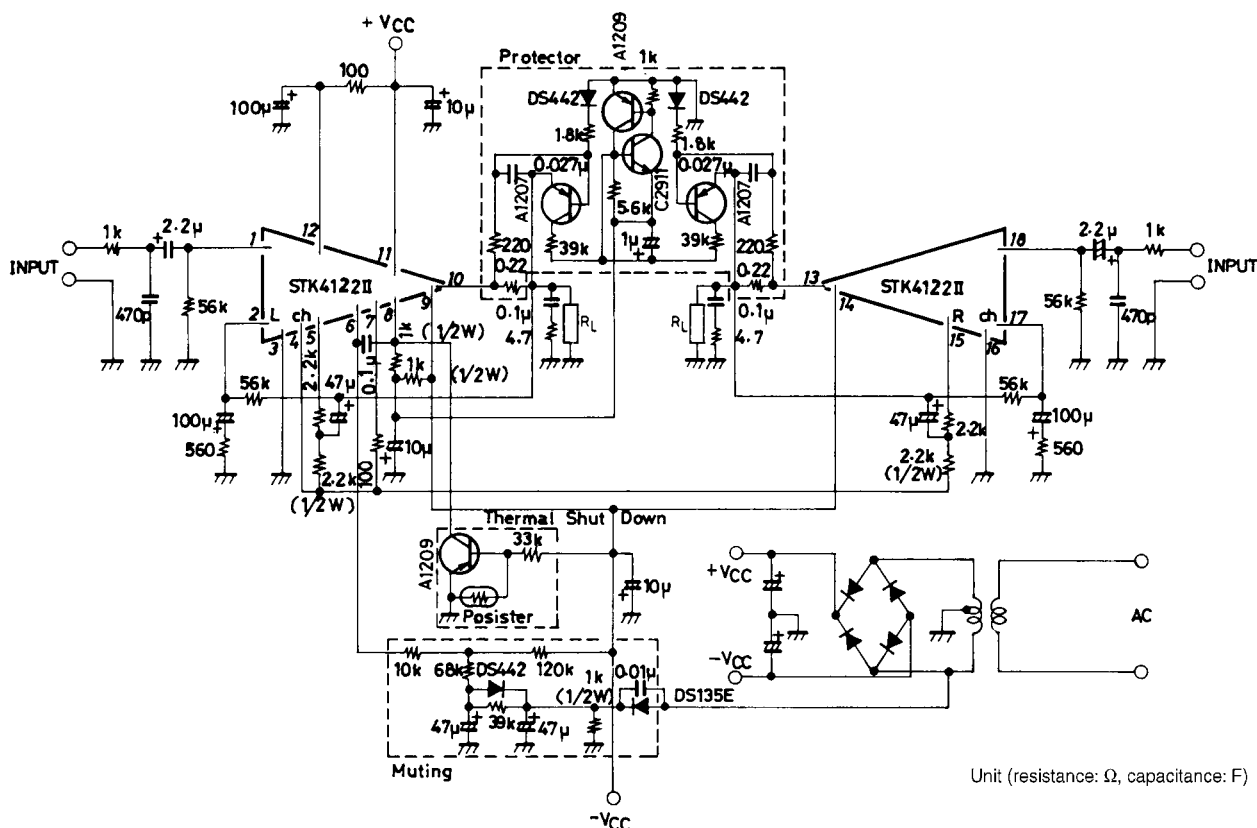 + VCC
Protector
A1209
1k
100
100µ
10µ
DS442
DS442
1.8k
1.8k
0.027µ
0.027µ
A1207
C2911
A1207
5.6k
39k
1µ
39k
220
220
0.22
0.22
INPUT
1k
2.2µ
470p
56k
1
12
11
10
2
3
4
5
6
7
8
9
STK4122II
L ch
0.1µ
4.7
RL
RL
0.1µ
4.7
13
14
STK4122II
R ch
15
16
17
18
2.2µ
1k
INPUT
56k
470p
1k
(1/2W)
1k
(1/2W)
0.1µ
2.2k
47µ
56k
100µ
560
2.2k
(1/2W)
100
10µ
56k
47µ
2.2k
2.2k
(1/2W)
100µ
560
Thermal Shut Down
A1209
33k
Posister
10µ
+VCC
-VCC
AC
10k
68k
DS442
120k
1k
(1/2W)
0.01µ
DS135E
47µ
39k
47µ
Muting
-VCC
Unit (resistance: Ω, capacitance: F)